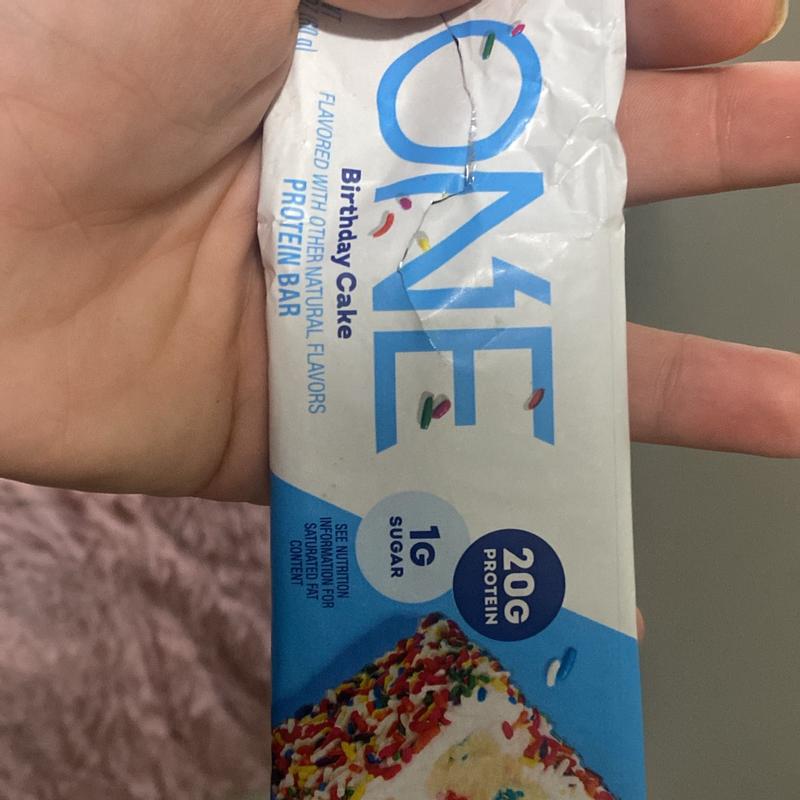 ONE
Birthday Cake
FLAVORED WITH OTHER NATURAL FLAVORS
PROTEIN BAR
20G
PROTEIN
1G
SUGAR
SEE NUTRITION
INFORMATION FOR
SATURATED FAT
CONTENT